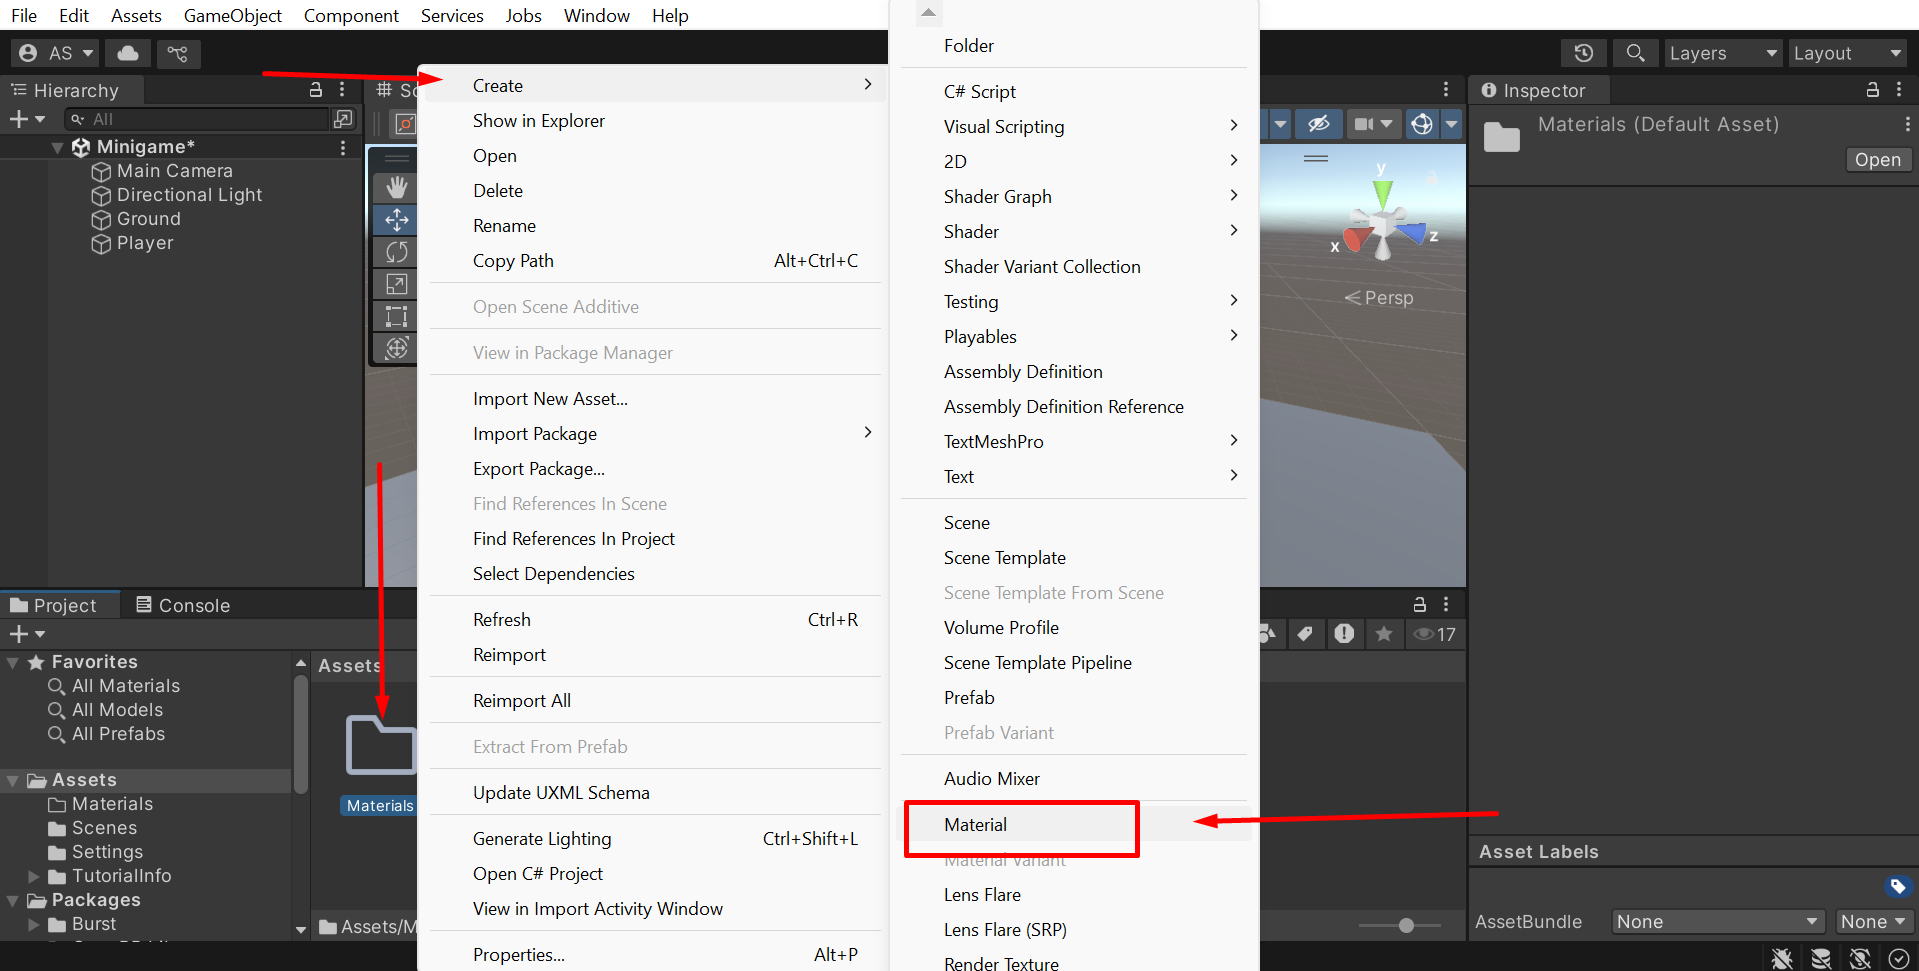 File Edit Assets GameObject Component Services Jobs Window Help
AS
Layers
Layout
Hierarchy
All
Minigame*
Main Camera
Directional Light
Ground
Player
Create
Show in Explorer
Open
Delete
Rename
Copy Path Alt+Ctrl+C
Open Scene Additive
View in Package Manager
Import New Asset...
Import Package
Export Package...
Find References In Scene
Find References In Project
Select Dependencies
Refresh Ctrl+R
Reimport
Reimport All
Extract From Prefab
Update UXML Schema
Generate Lighting Ctrl+Shift+L
Open C# Project
View in Import Activity Window
Properties... Alt+P
Folder
C# Script
Visual Scripting
2D
Shader Graph
Shader
Shader Variant Collection
Testing
Playables
Assembly Definition
Assembly Definition Reference
TextMeshPro
Text
Scene
Scene Template
Scene Template From Scene
Volume Profile
Scene Template Pipeline
Prefab
Prefab Variant
Audio Mixer
Material
Material Variant
Lens Flare
Lens Flare (SRP)
Render Texture
y
x
z
Persp
Inspector
Materials (Default Asset)
Open
Project
Console
17
Favorites
All Materials
All Models
All Prefabs
Assets
Materials
Scenes
Settings
TutorialInfo
Packages
Burst
Assets
Materials
Assets/M
Asset Labels
AssetBundle
None
None